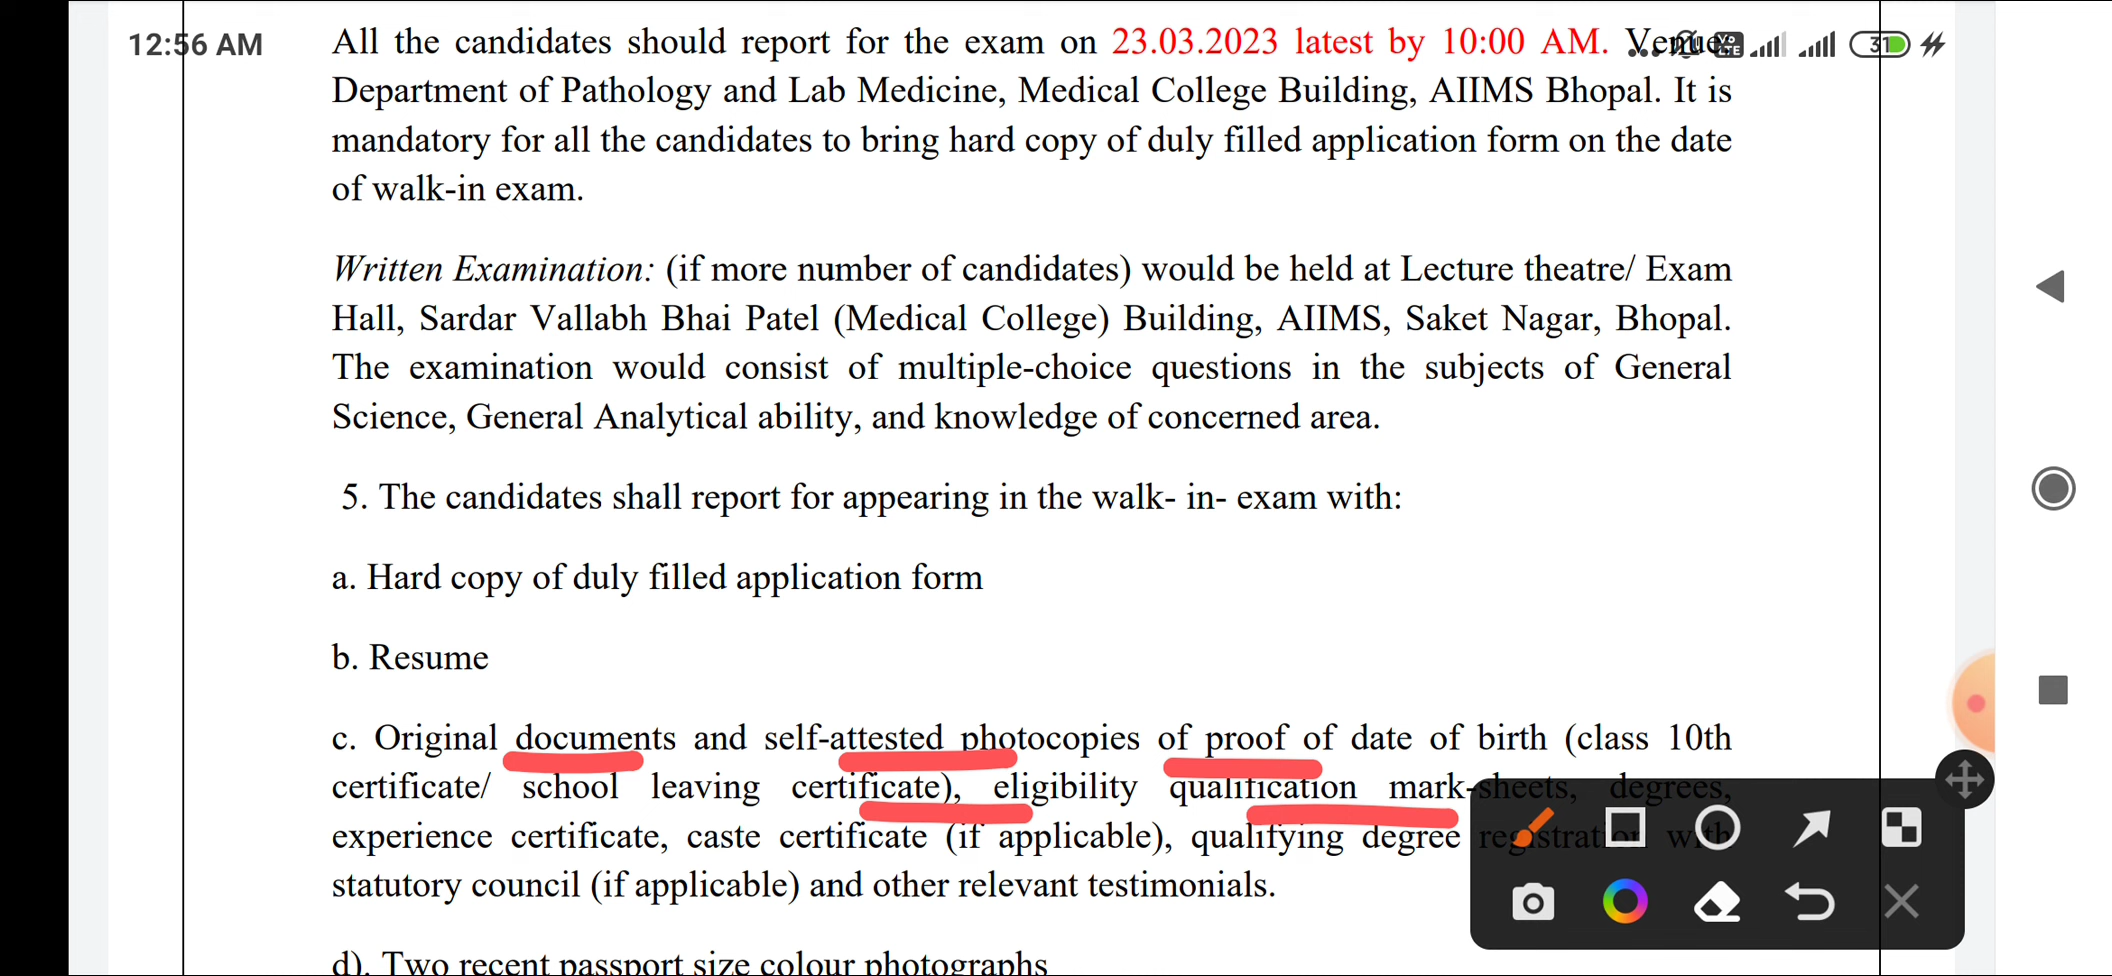 12:56 AM
All the candidates should report for the exam on 23.03.2023 latest by 10:00 AM. Venue
31
Department of Pathology and Lab Medicine, Medical College Building, AIIMS Bhopal. It is
mandatory for all the candidates to bring hard copy of duly filled application form on the date
of walk-in exam.
Written Examination: (if more number of candidates) would be held at Lecture theatre/ Exam
Hall, Sardar Vallabh Bhai Patel (Medical College) Building, AIIMS, Saket Nagar, Bhopal.
The examination would consist of multiple-choice questions in the subjects of General
Science, General Analytical ability, and knowledge of concerned area.
5. The candidates shall report for appearing in the walk- in- exam with:
a. Hard copy of duly filled application form
b. Resume
c. Original documents and self-attested photocopies of proof of date of birth (class 10th
certificate/ school leaving certificate), eligibility qualification mark-sheets, degrees,
experience certificate, caste certificate (if applicable), qualifying degree registration with
statutory council (if applicable) and other relevant testimonials.
d). Two recent passport size colour photographs